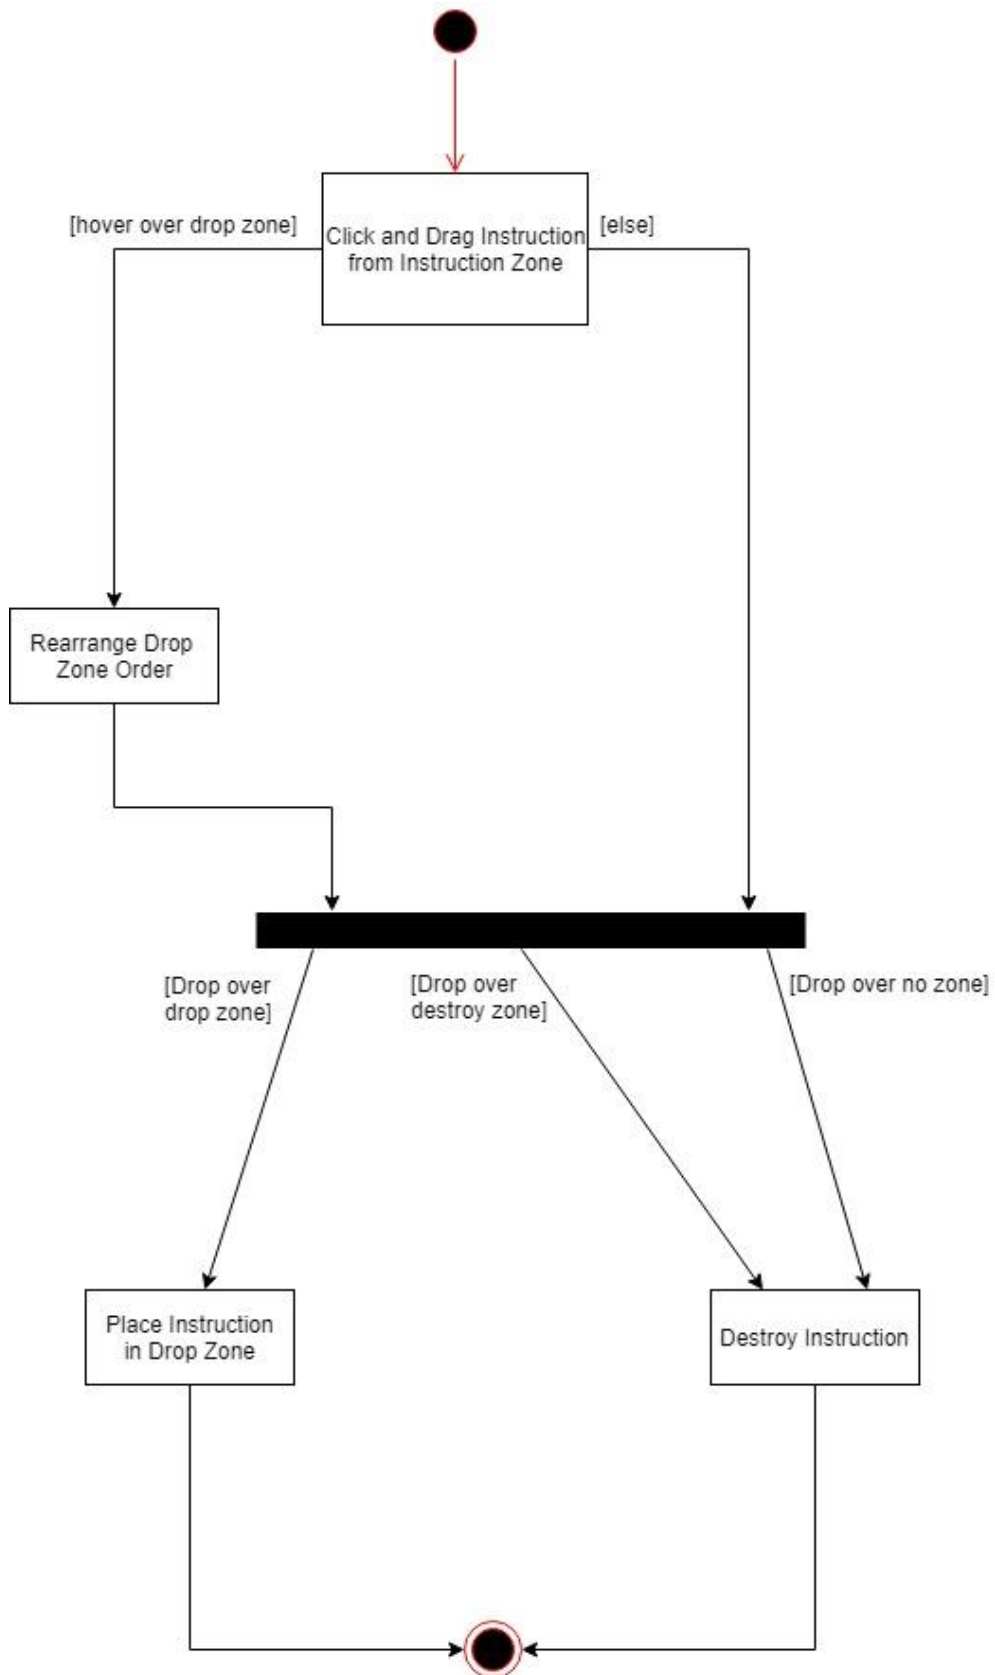 [hover over drop zone]
[else]
Click and Drag Instruction
from Instruction Zone
Rearrange Drop
Zone Order
[Drop over
drop zone]
[Drop over
destroy zone]
[Drop over no zone]
Place Instruction
in Drop Zone
Destroy Instruction